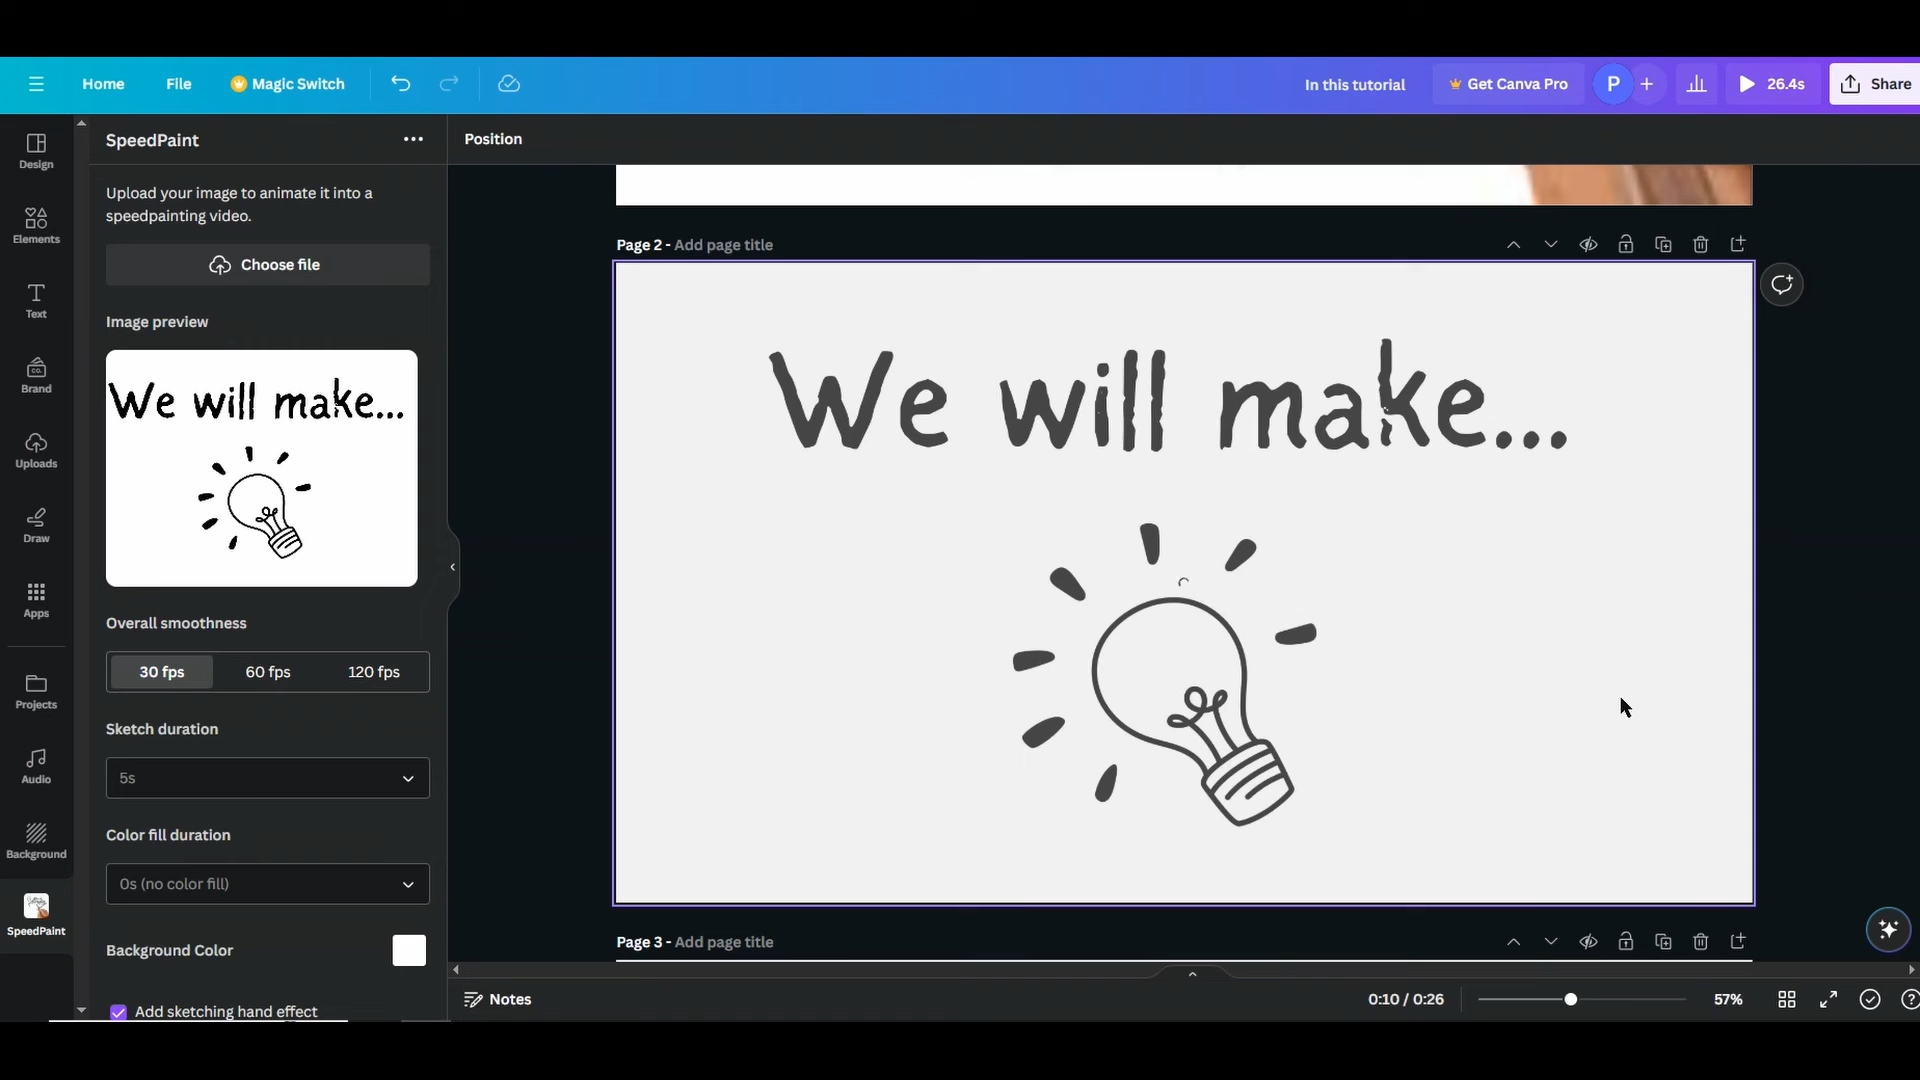 Home File Magic Switch In this tutorial Get Canva Pro P 26.4s Share
SpeedPaint
Position
Design
Elements
Text
Brand
Uploads
Draw
Apps
Projects
Audio
Background
SpeedPaint
Upload your image to animate it into a
speedpainting video.
Choose file
Image preview
We will make...
Overall smoothness
30 fps 60 fps 120 fps
Sketch duration
5s
Color fill duration
0s (no color fill)
Background Color
Add sketching hand effect
Page 2 - Add page title
We will make...
Page 3 - Add page title
Notes 0:10 / 0:26 57%